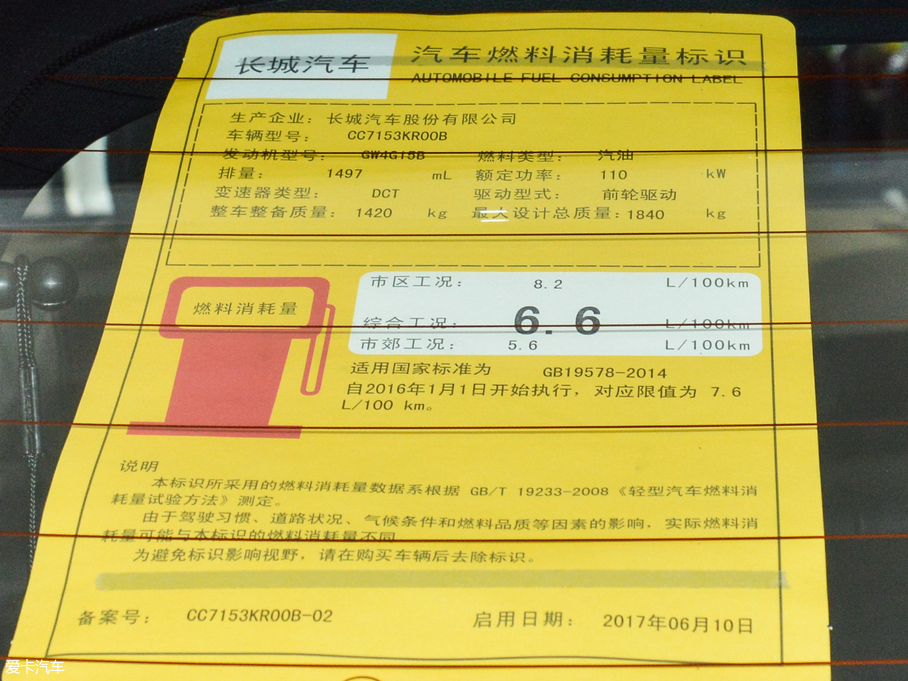 长城汽车
汽车燃料消耗量标识
AUTOMOBILE FUEL CONSUMPTION LABEL
生产企业：长城汽车股份有限公司
车辆型号： CC7153KR00B
发动机型号： GW4G15B 燃料类型： 汽油
排量： 1497 mL 额定功率： 110 kW
变速器类型： DCT 驱动型式： 前轮驱动
整车整备质量： 1420 kg 最大设计总质量：1840 kg
燃料消耗量
市区工况： 8.2 L/100km
综合工况： 6.6 L/100km
市郊工况： 5.6 L/100km
适用国家标准为 GB19578-2014
自2016年1月1日开始执行，对应限值为 7.6
L/100 km。
说明
本标识所采用的燃料消耗量数据系根据 GB/T 19233-2008《轻型汽车燃料消
耗量试验方法》测定。
由于驾驶习惯、道路状况、气候条件和燃料品质等因素的影响，实际燃料消
耗量可能与本标识的燃料消耗量不同
为避免标识影响视野，请在购买车辆后去除标识。
备案号： CC7153KR00B-02 启用日期： 2017年06月10日
爱卡汽车